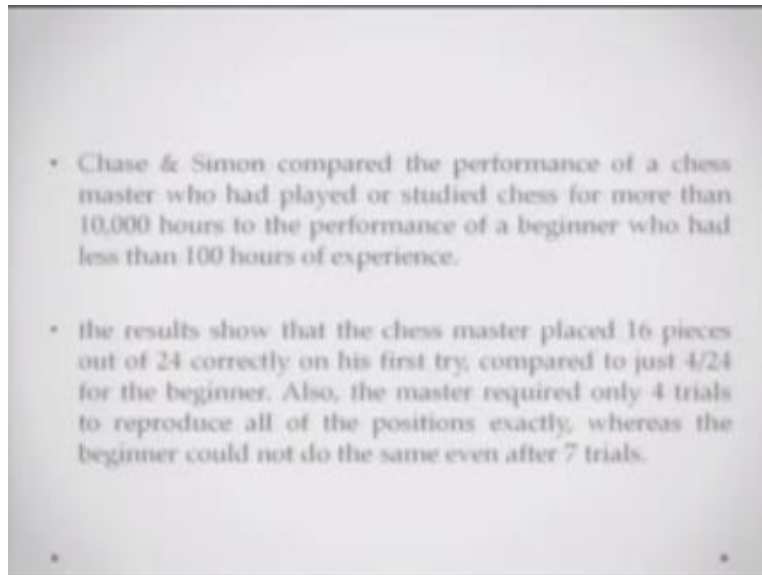 • Chase & Simon compared the performance of a chess
master who had played or studied chess for more than
10,000 hours to the performance of a beginner who had
less than 100 hours of experience.
• the results show that the chess master placed 16 pieces
out of 24 correctly on his first try, compared to just 4/24
for the beginner. Also, the master required only 4 trials
to reproduce all of the positions exactly, whereas the
beginner could not do the same even after 7 trials.